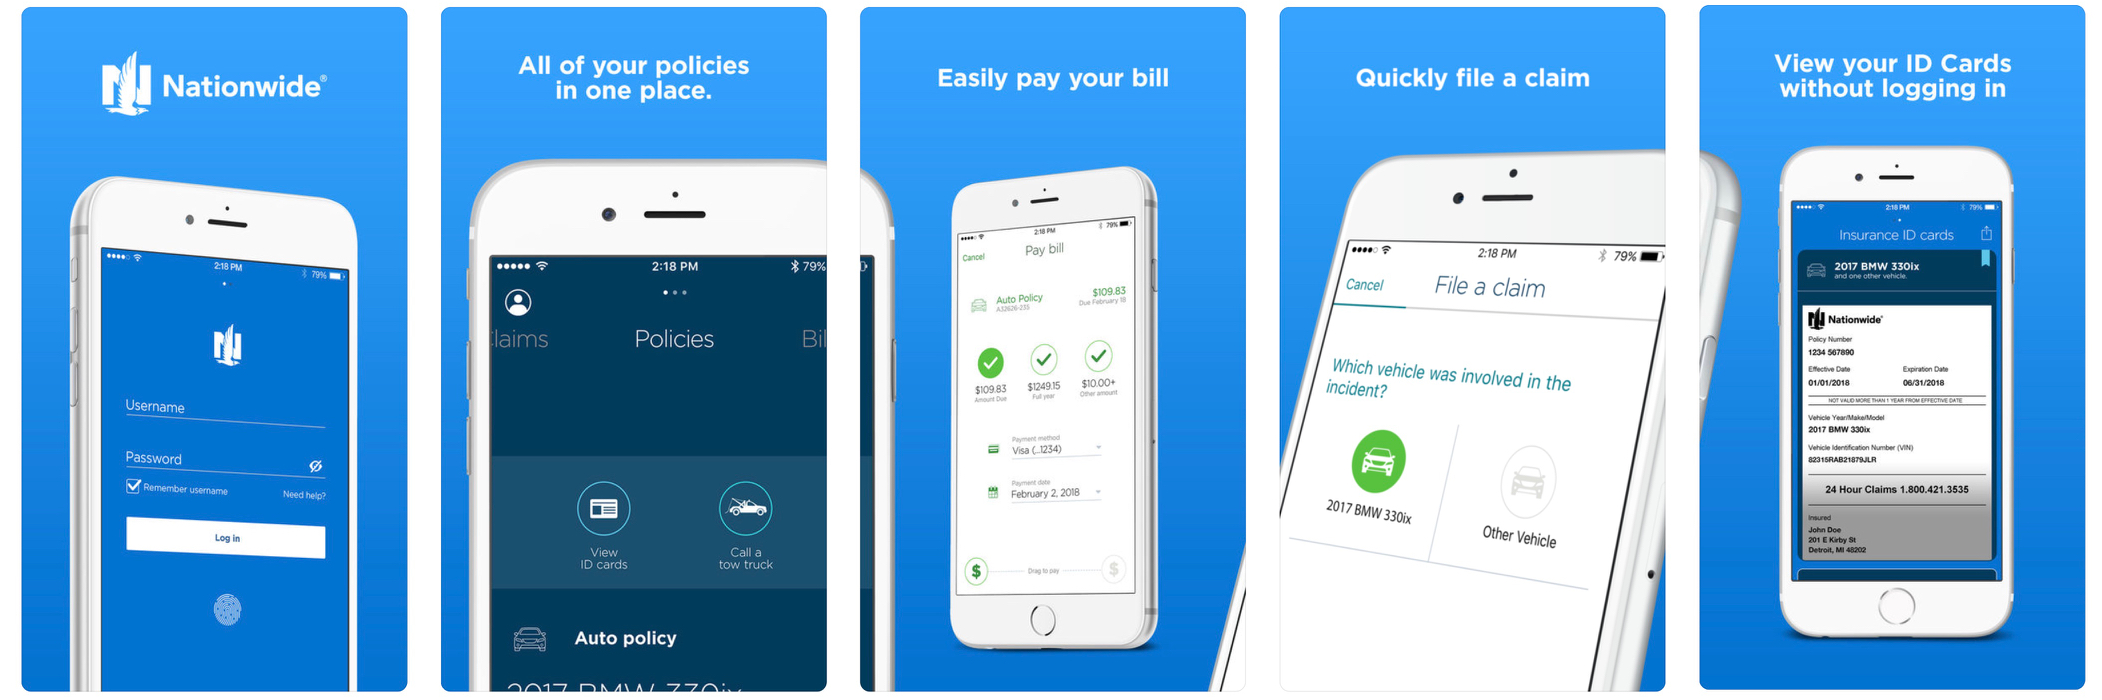 Nationwide®
2:18 PM
79%
Username
Password
Remember username
Need help?
Log in
All of your policies
in one place.
2:18 PM
79%
laims
Policies
Bil
View
ID cards
Call a
tow truck
Auto policy
2017 BMW 330ix
Easily pay your bill
2:18 PM
79%
Cancel
Pay bill
Auto Policy
$109.83
A32626-235
Due February 18
$109.83
$1249.15
$10.00+
Amount Due
Full year
Other amount
Payment method
Visa (...1234)
Payment date
February 2, 2018
$
Drag to pay
$
Quickly file a claim
2:18 PM
79%
Cancel
File a claim
Which vehicle was involved in the
incident?
2017 BMW 330ix
Other Vehicle
View your ID Cards
without logging in
2:18 PM
79%
Insurance ID cards
2017 BMW 330ix
and one other vehicle.
Nationwide®
Policy Number
1234 567890
Effective Date
Expiration Date
01/01/2018
06/31/2018
NOT VALID MORE THAN 1 YEAR FROM EFFECTIVE DATE
Vehicle Year/Make/Model
2017 BMW 330ix
Vehicle Identification Number (VIN)
82315RAB21879JLR
24 Hour Claims 1.800.421.3535
Insured
John Doe
201 E Kirby St
Detroit, MI 48202